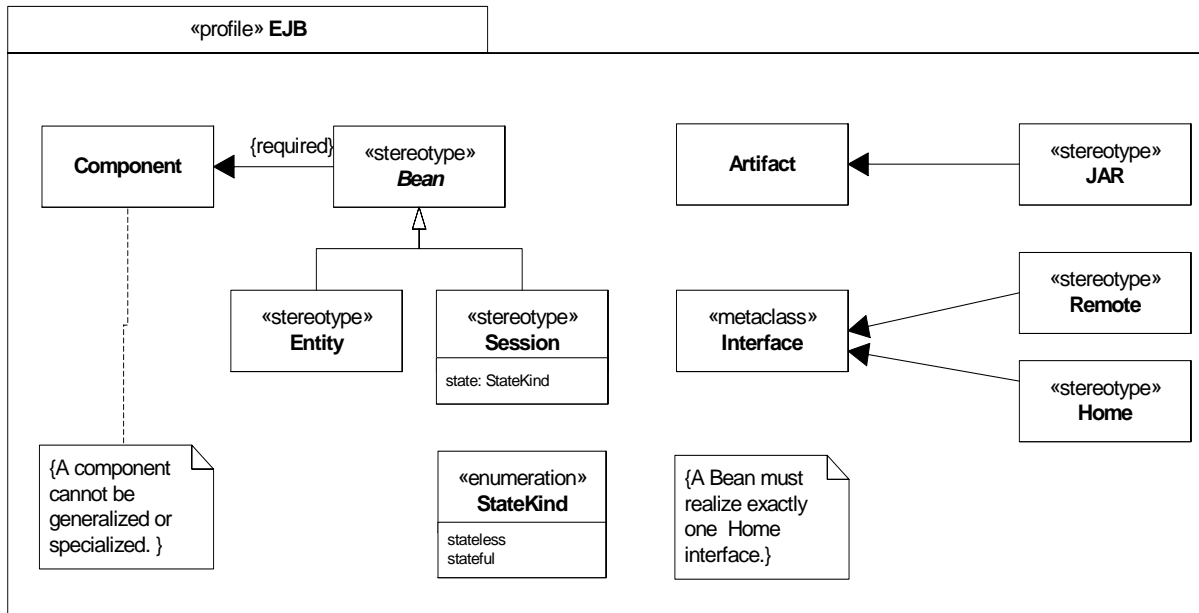 «profile» EJB
Component
{required}
«stereotype»
Bean
Artifact
«stereotype»
JAR
«stereotype»
Entity
«stereotype»
Session
state: StateKind
«metaclass»
Interface
«stereotype»
Remote
«stereotype»
Home
{A component
cannot be
generalized or
specialized. }
«enumeration»
StateKind
stateless
stateful
{A Bean must
realize exactly
one Home
interface.}